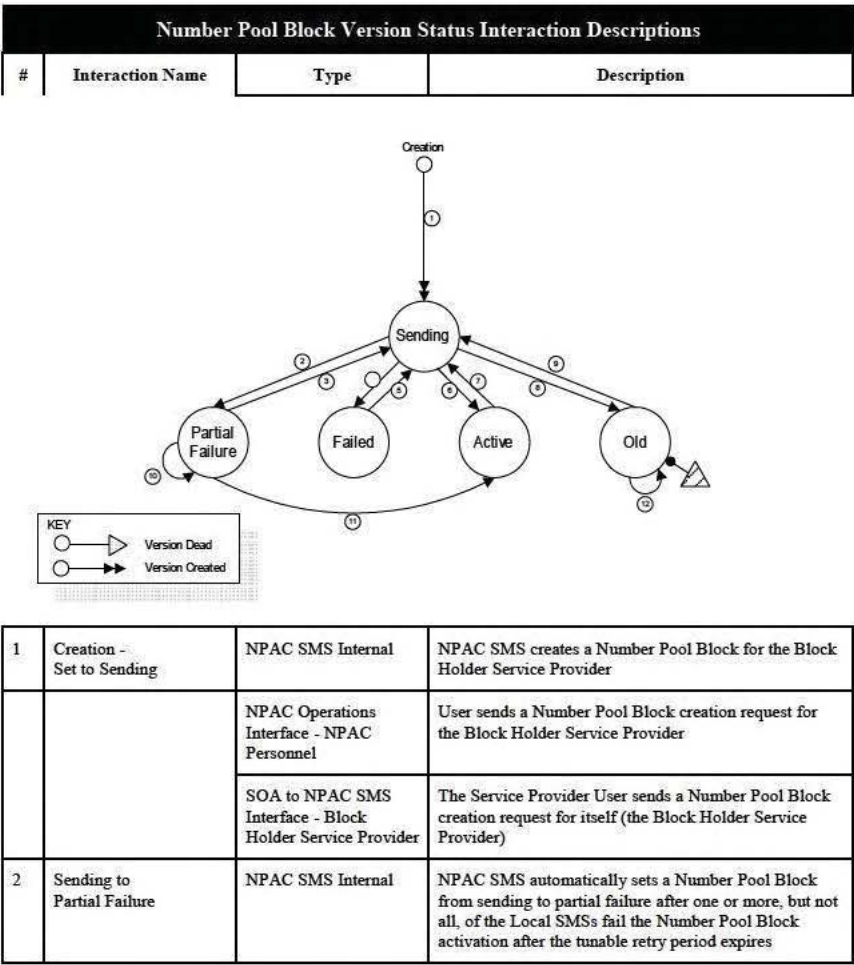 Number Pool Block Version Status Interaction Descriptions
# Interaction Name Type Description
Creation
1
Sending
2
9
3
5
6
7
8
Partial
Failure
Failed
Active
Old
10
11
12
KEY
Version Dead
Version Created
1 Creation - NPAC SMS Internal NPAC SMS creates a Number Pool Block for the Block
Set to Sending Holder Service Provider
NPAC Operations User sends a Number Pool Block creation request for
Interface - NPAC the Block Holder Service Provider
Personnel
SOA to NPAC SMS The Service Provider User sends a Number Pool Block
Interface - Block creation request for itself (the Block Holder Service
Holder Service Provider Provider)
2 Sending to NPAC SMS Internal NPAC SMS automatically sets a Number Pool Block
Partial Failure from sending to partial failure after one or more, but not
all, of the Local SMSs fail the Number Pool Block
activation after the tunable retry period expires